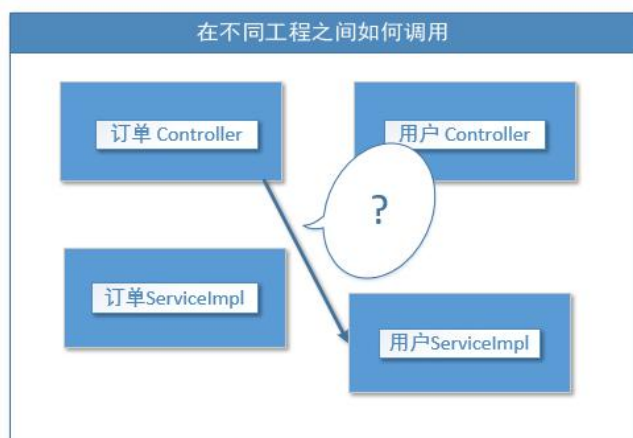 在不同工程之间如何调用
订单 Controller
用户 Controller
?
订单ServiceImpl
用户ServiceImpl